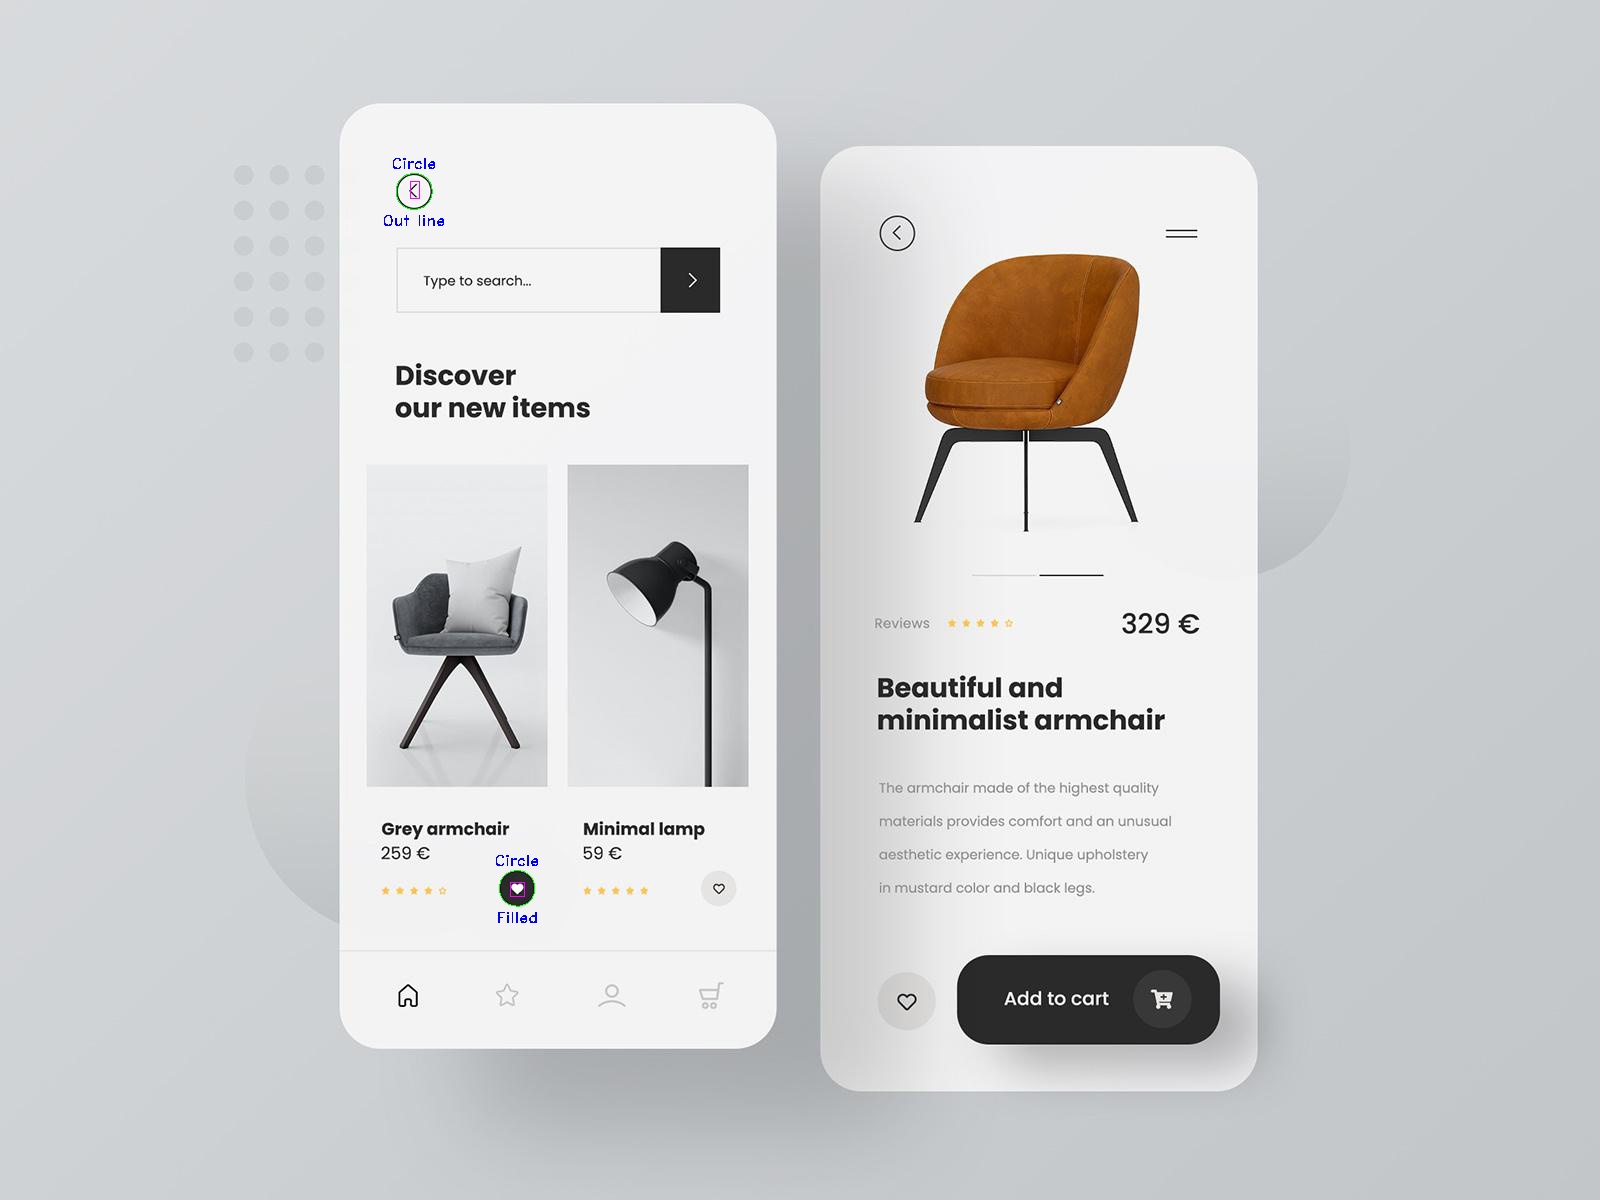 Circle
Out line
Type to search...
Discover
our new items
Grey armchair
259 €
Circle
Filled
Minimal lamp
59 €
Reviews
329 €
Beautiful and
minimalist armchair
The armchair made of the highest quality
materials provides comfort and an unusual
aesthetic experience. Unique upholstery
in mustard color and black legs.
Add to cart